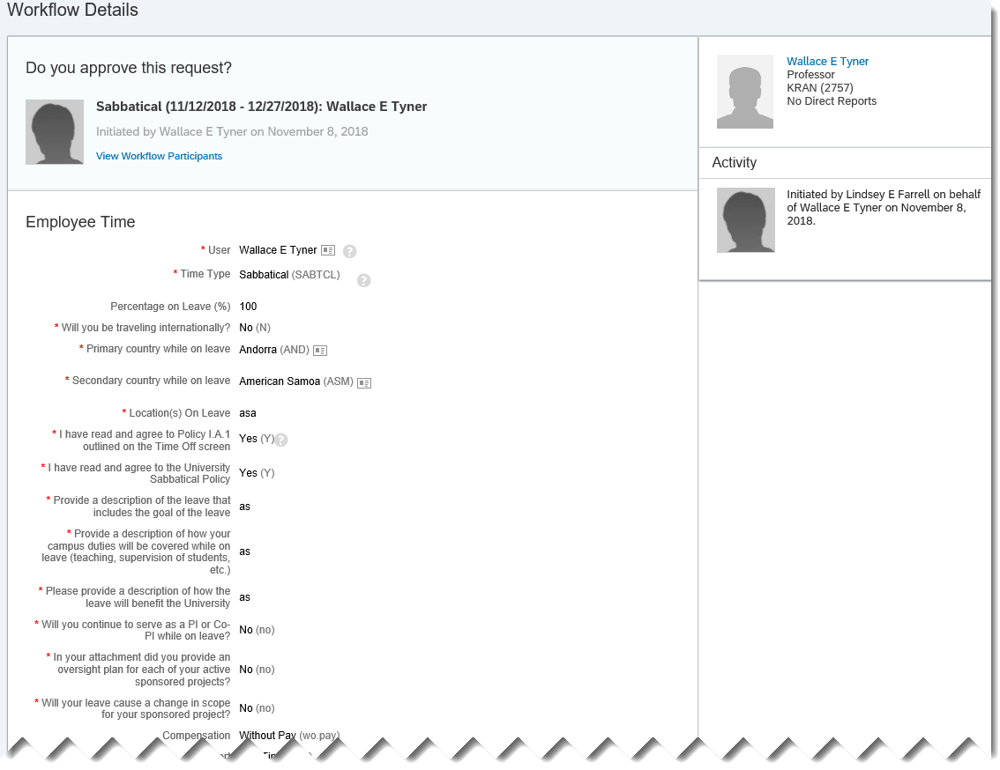 Workflow Details
Do you approve this request?
Sabbatical (11/12/2018 - 12/27/2018): Wallace E Tyner
Initiated by Wallace E Tyner on November 8, 2018
View Workflow Participants
Employee Time
* User Wallace E Tyner ?
* Time Type Sabbatical (SABTCL) ?
Percentage on Leave (%) 100
* Will you be traveling internationally? No (N)
* Primary country while on leave Andorra (AND)
* Secondary country while on leave American Samoa (ASM)
* Location(s) On Leave asa
* I have read and agree to Policy I.A.1
outlined on the Time Off screen
Yes (Y) ?
* I have read and agree to the University
Sabbatical Policy
Yes (Y)
* Provide a description of the leave that
includes the goal of the leave
as
* Provide a description of how your
campus duties will be covered while on
leave (teaching, supervision of students,
etc.)
as
* Please provide a description of how the
leave will benefit the University
as
* Will you continue to serve as a PI or Co-
PI while on leave?
No (no)
* In your attachment did you provide an
oversight plan for each of your active
sponsored projects?
No (no)
* Will your leave cause a change in scope
for your sponsored project?
No (no)
Compensation Without Pay (wo.pay)
Wallace E Tyner
Professor
KRAN (2757)
No Direct Reports
Activity
Initiated by Lindsey E Farrell on behalf
of Wallace E Tyner on November 8,
2018.